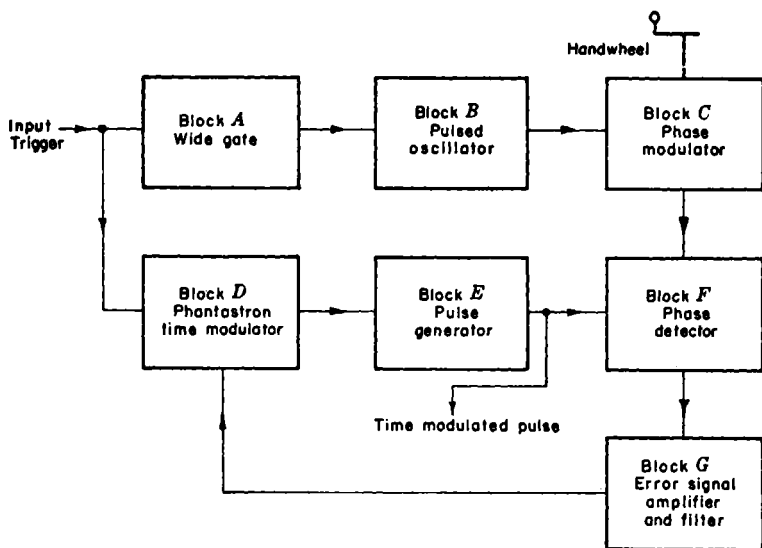 Handwheel
Input
Trigger
Block A
Wide gate
Block B
Pulsed
oscillator
Block C
Phase
modulator
Block D
Phantastron
time modulator
Block E
Pulse
generator
Block F
Phase
detector
Time modulated pulse
Block G
Error signal
amplifier
and filter